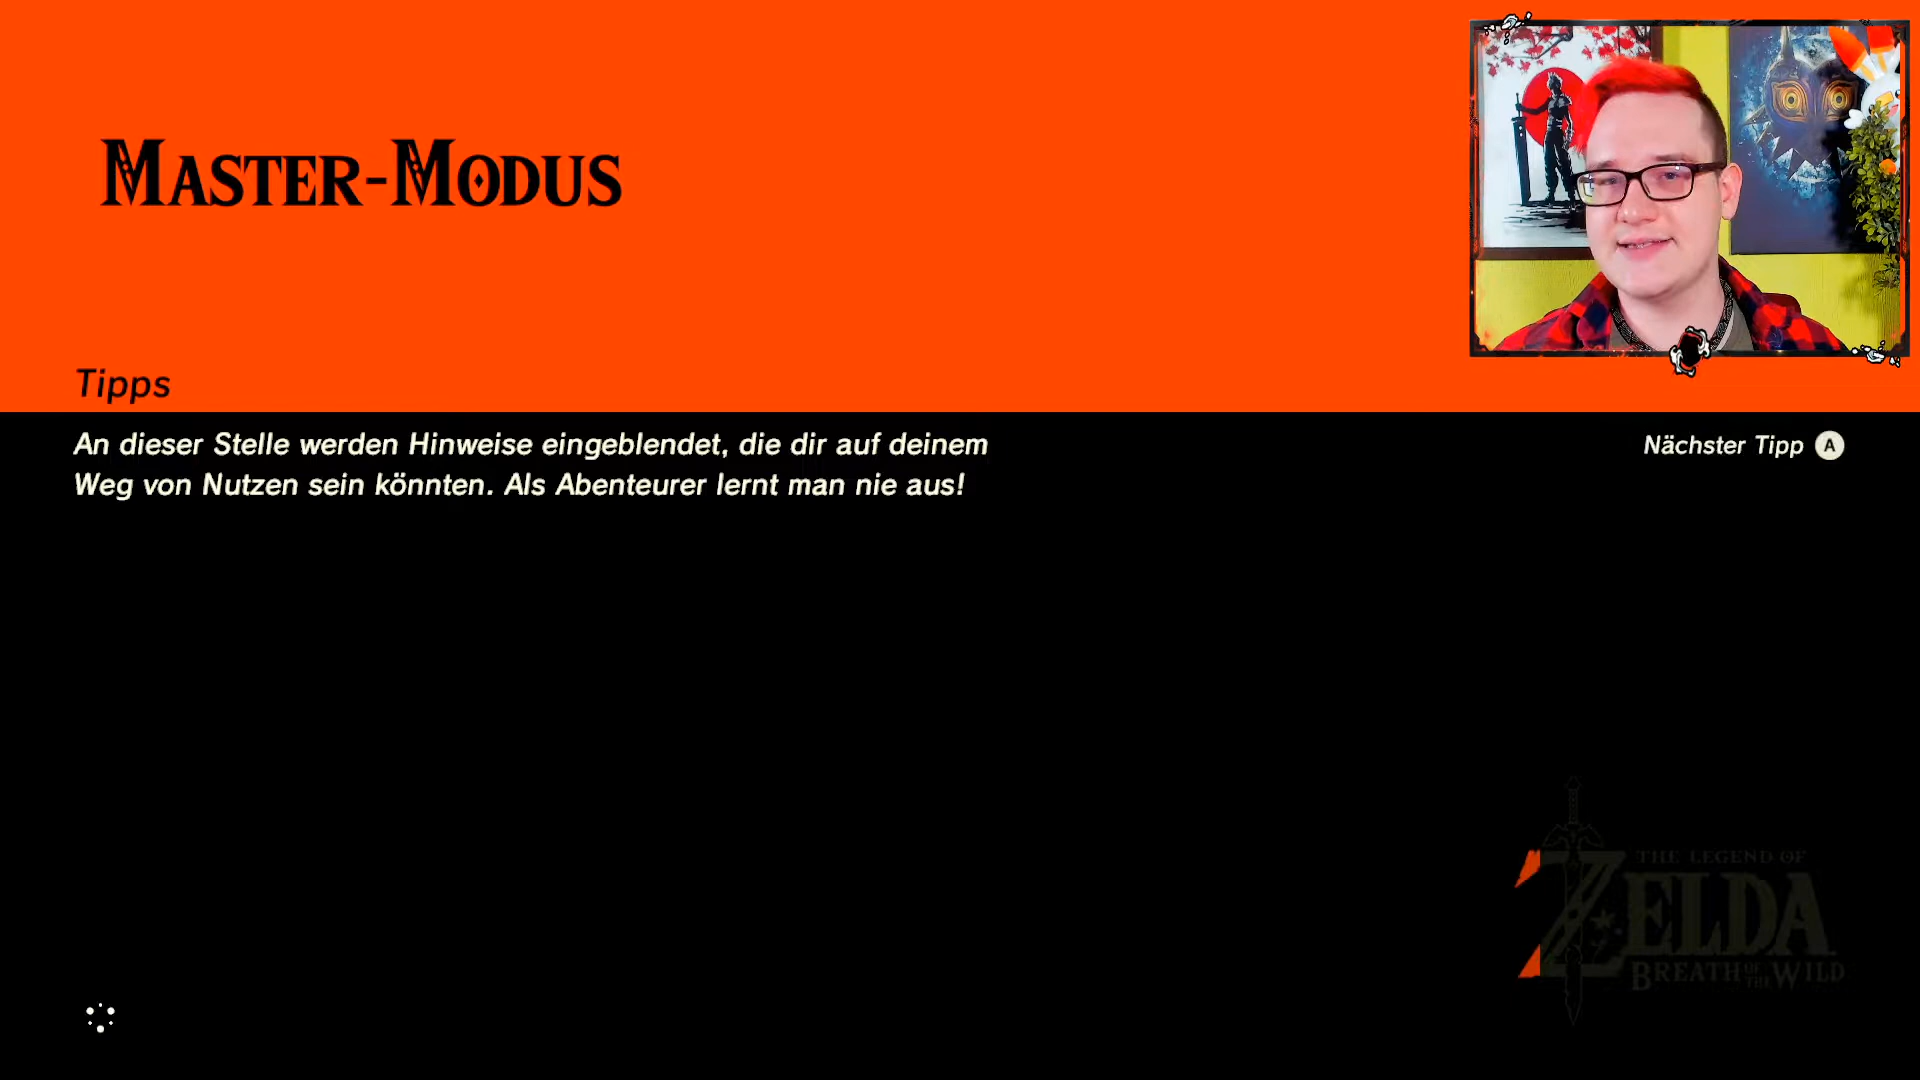 Master-Modus
Tipps
An dieser Stelle werden Hinweise eingeblendet, die dir auf deinem
Weg von Nutzen sein könnten. Als Abenteurer lernt man nie aus!
Nächster Tipp A
THE LEGEND OF
ZELDA
BREATH OF THE WILD